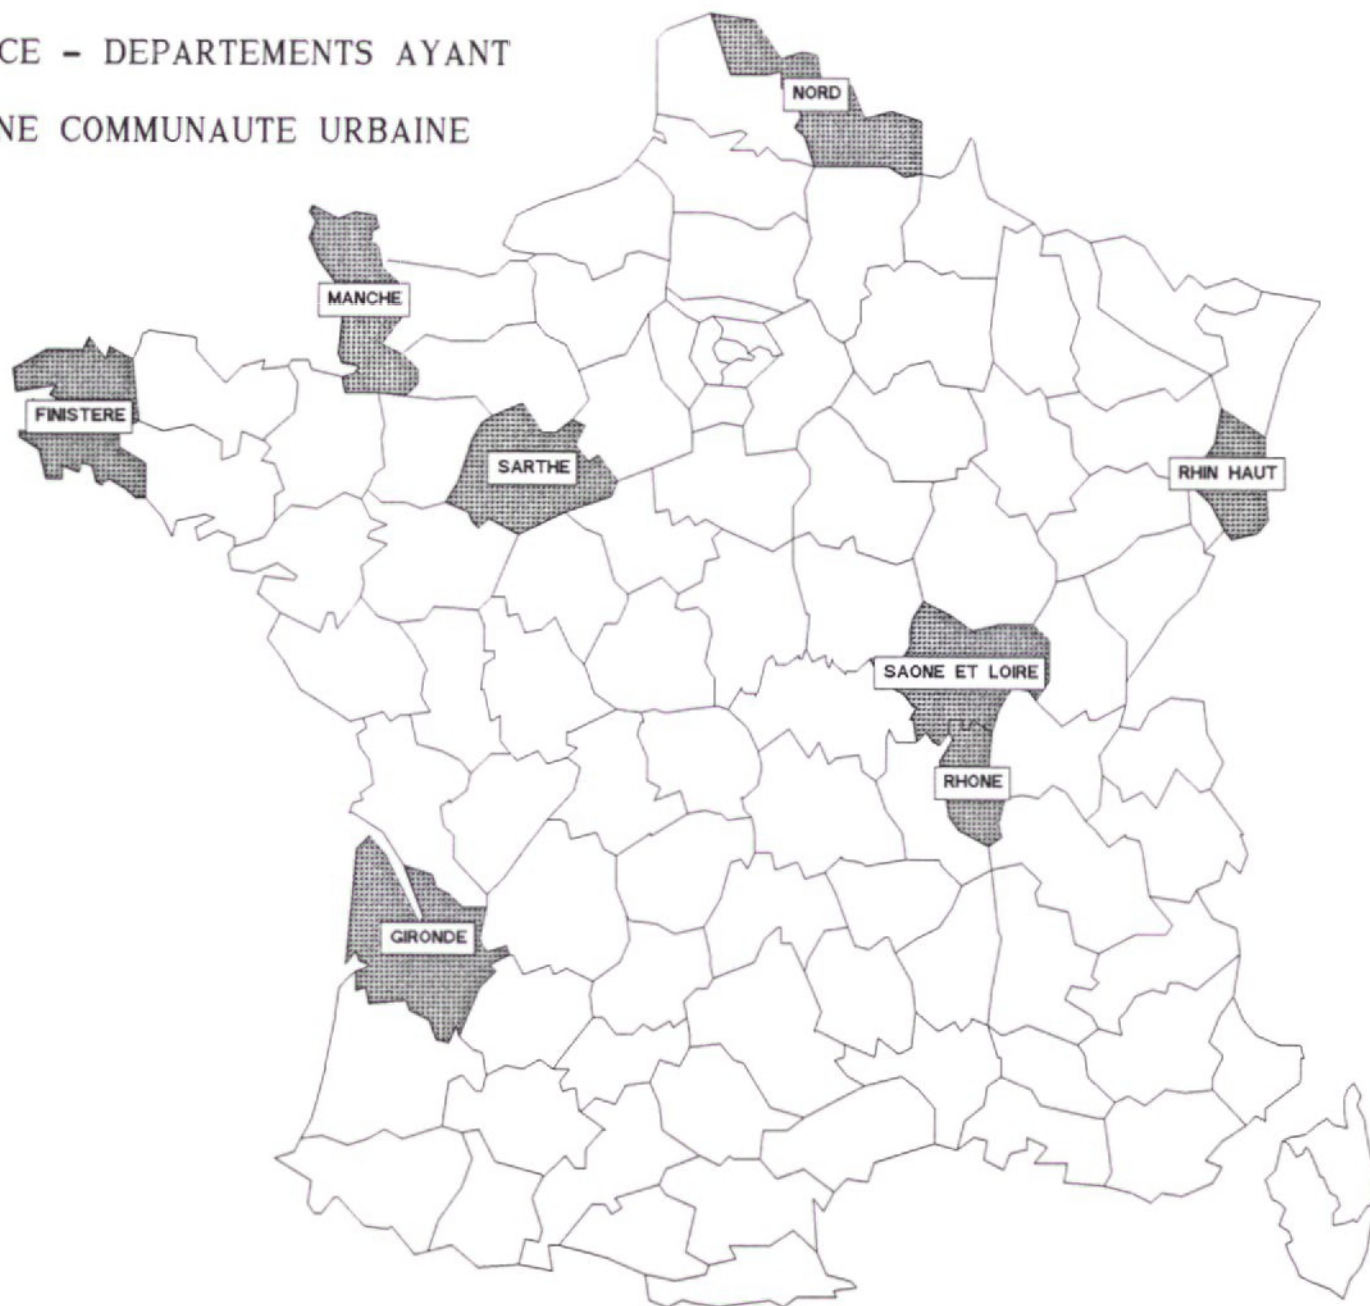 CE - DEPARTEMENTS AYANT
NE COMMUNAUTE URBAINE
NORD
MANCHE
FINISTERE
SARTHE
RHIN HAUT
SAONE ET LOIRE
RHONE
GIRONDE